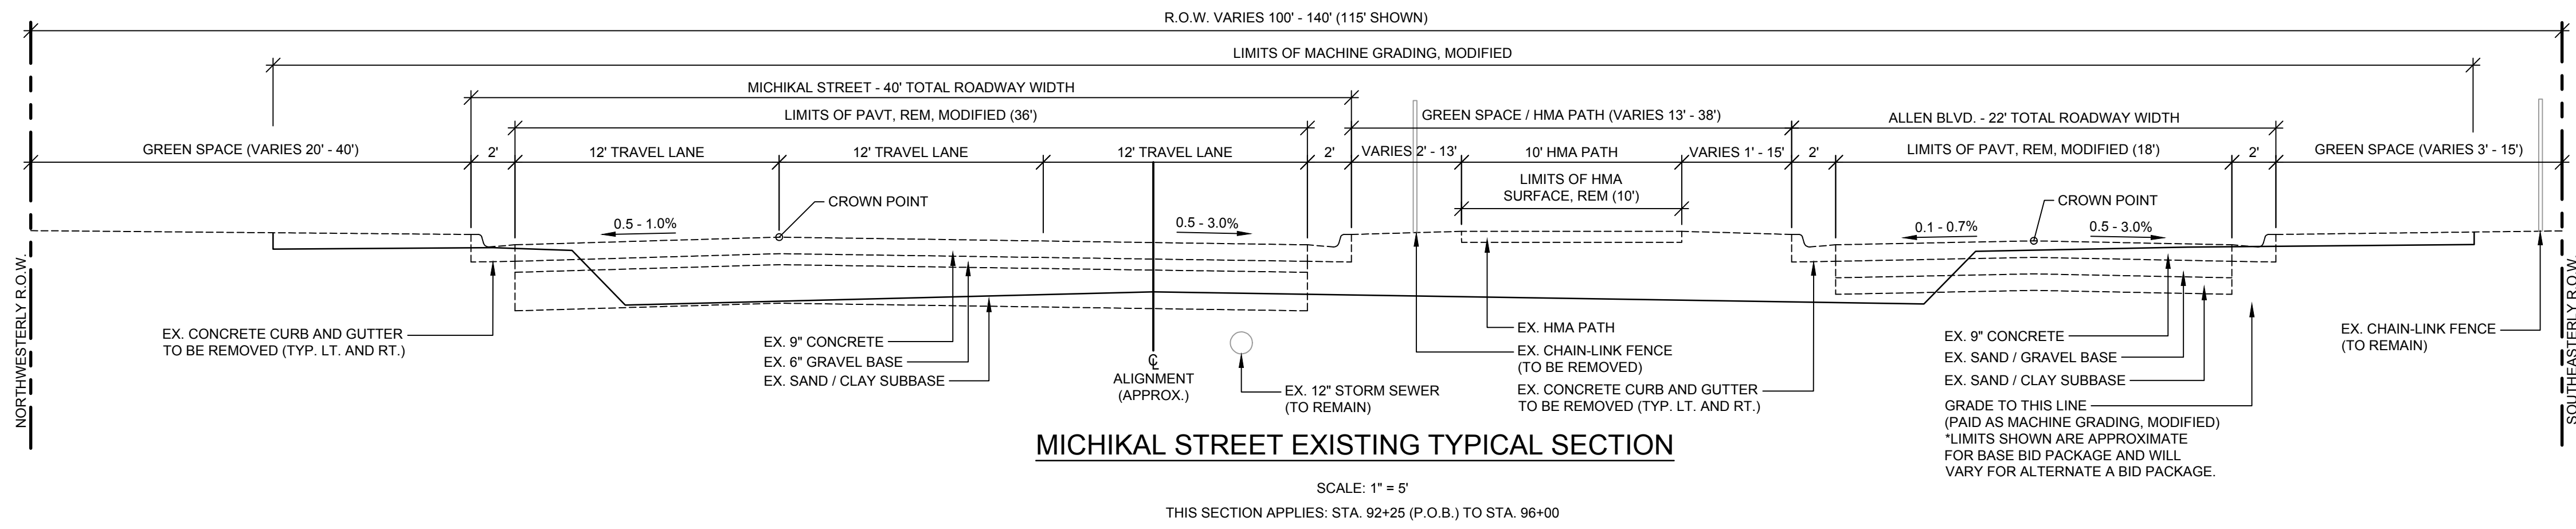 R.O.W. VARIES 100' - 140' (115' SHOWN)
LIMITS OF MACHINE GRADING, MODIFIED
MICHIKAL STREET - 40' TOTAL ROADWAY WIDTH
LIMITS OF PAVT, REM, MODIFIED (36')
GREEN SPACE / HMA PATH (VARIES 13' - 38')
ALLEN BLVD. - 22' TOTAL ROADWAY WIDTH
GREEN SPACE (VARIES 20' - 40')
2'
12' TRAVEL LANE
12' TRAVEL LANE
12' TRAVEL LANE
2'
VARIES 2' - 13'
10' HMA PATH
VARIES 1' - 15'
2'
LIMITS OF PAVT, REM, MODIFIED (18')
2'
GREEN SPACE (VARIES 3' - 15')
LIMITS OF HMA
SURFACE, REM (10')
CROWN POINT
CROWN POINT
0.5 - 1.0%
0.5 - 3.0%
0.1 - 0.7%
0.5 - 3.0%
NORTHWESTERLY R.O.W.
SOUTHEASTERLY R.O.W.
EX. CONCRETE CURB AND GUTTER
TO BE REMOVED (TYP. LT. AND RT.)
EX. 9" CONCRETE
EX. 6" GRAVEL BASE
EX. SAND / CLAY SUBBASE
℄
ALIGNMENT
(APPROX.)
EX. 12" STORM SEWER
(TO REMAIN)
EX. HMA PATH
EX. CHAIN-LINK FENCE
(TO BE REMOVED)
EX. CONCRETE CURB AND GUTTER
TO BE REMOVED (TYP. LT. AND RT.)
EX. 9" CONCRETE
EX. SAND / GRAVEL BASE
EX. SAND / CLAY SUBBASE
GRADE TO THIS LINE
(PAID AS MACHINE GRADING, MODIFIED)
*LIMITS SHOWN ARE APPROXIMATE
FOR BASE BID PACKAGE AND WILL
VARY FOR ALTERNATE A BID PACKAGE.
EX. CHAIN-LINK FENCE
(TO REMAIN)
MICHIKAL STREET EXISTING TYPICAL SECTION
SCALE: 1" = 5'
THIS SECTION APPLIES: STA. 92+25 (P.O.B.) TO STA. 96+00